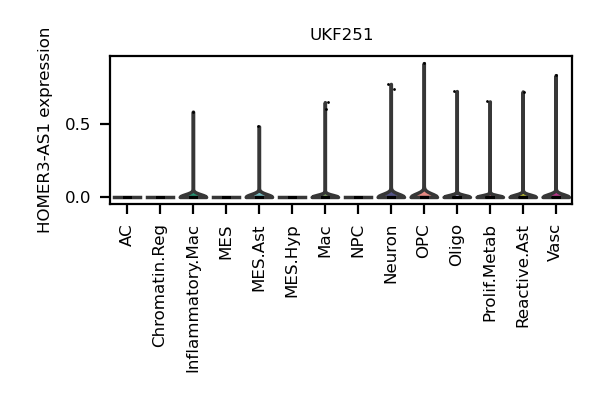 UKF251
HOMER3-AS1 expression
0.5
0.0
AC
Chromatin.Reg
Inflammatory.Mac
MES
MES.Ast
MES.Hyp
Mac
NPC
Neuron
OPC
Oligo
Prolif.Metab
Reactive.Ast
Vasc